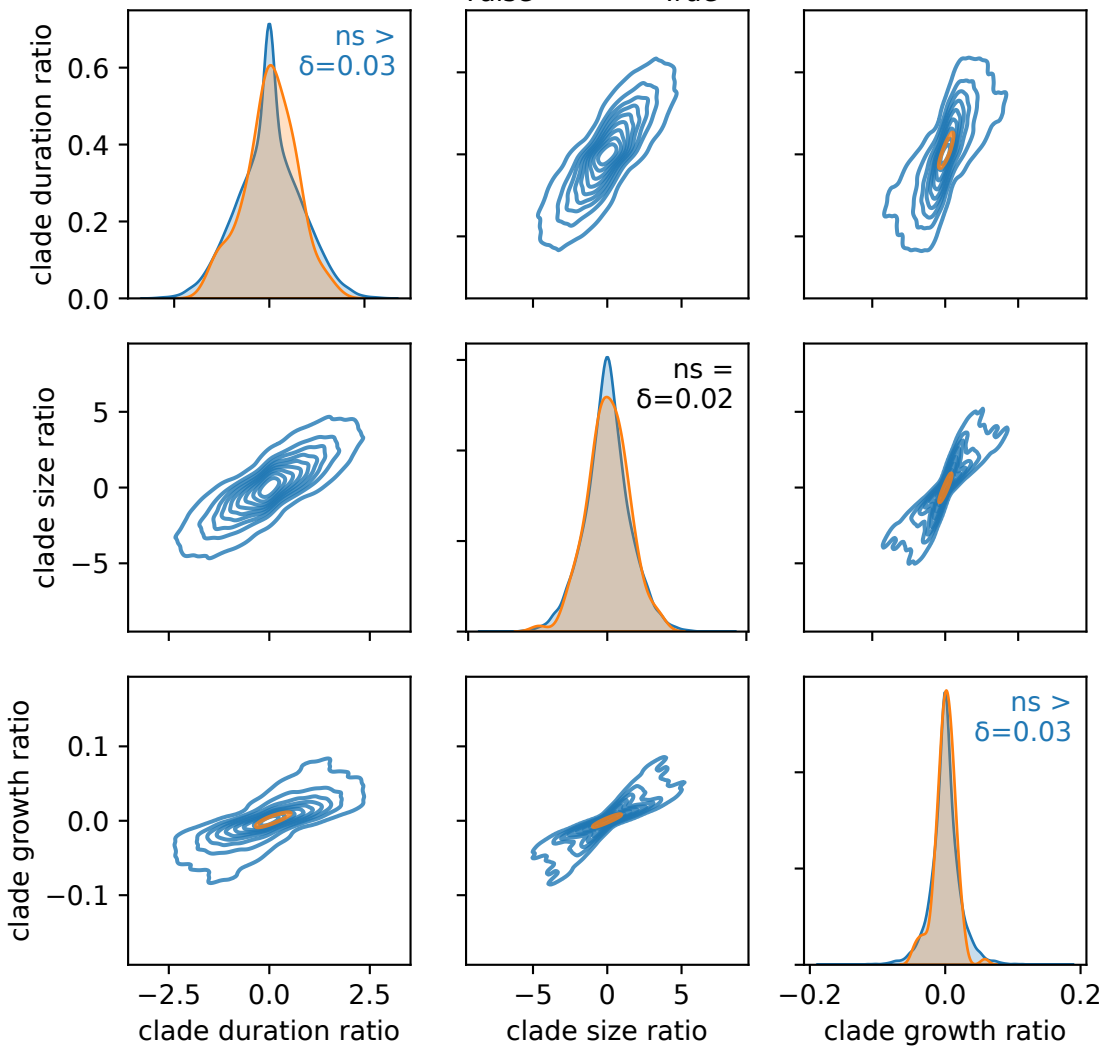 clade duration ratio
0.6
0.4
0.2
0.0
ns >
δ=0.03
clade size ratio
5
0
−5
ns =
δ=0.02
clade growth ratio
0.1
0.0
−0.1
ns >
δ=0.03
−2.5 0.0 2.5
clade duration ratio
−5 0 5
clade size ratio
−0.2 0.0 0.2
clade growth ratio